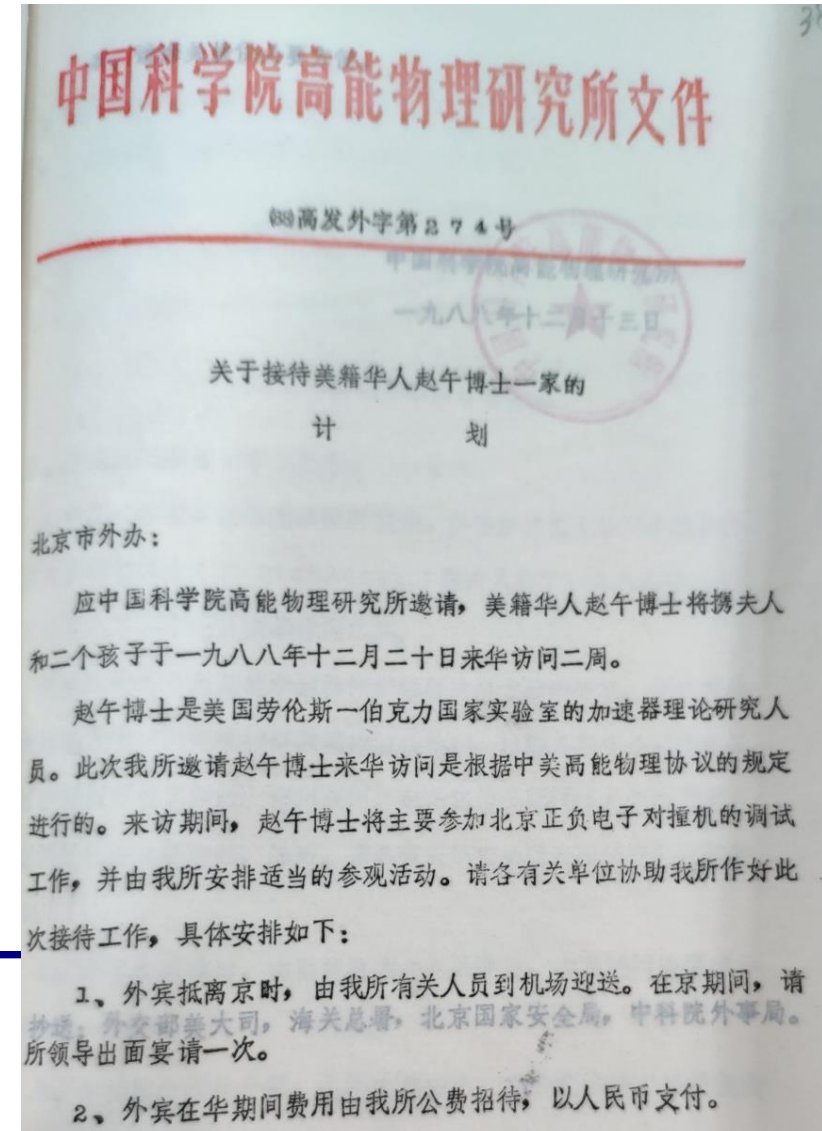 38
中国科学院高能物理研究所文件
(88)高发外字第274号
中国科学院高能物理研究所
一九八八年十二月十三日
关于接待美籍华人赵午博士一家的
计 划
北京市外办：
应中国科学院高能物理研究所邀请，美籍华人赵午博士将携夫人
和二个孩子于一九八八年十二月二十日来华访问二周。
赵午博士是美国劳伦斯一伯克力国家实验室的加速器理论研究人
员。此次我所邀请赵午博士来华访问是根据中美高能物理协议的规定
进行的。来访期间，赵午博士将主要参加北京正负电子对撞机的调试
工作，并由我所安排适当的参观活动。请各有关单位协助我所作好此
次接待工作，具体安排如下：
1、外宾抵离京时，由我所有关人员到机场迎送。在京期间，请
抄送：外交部美大司，海关总署，北京国家安全局，中科院外事局。
所领导出面宴请一次。
2、外宾在华期间费用由我所公费招待，以人民币支付。